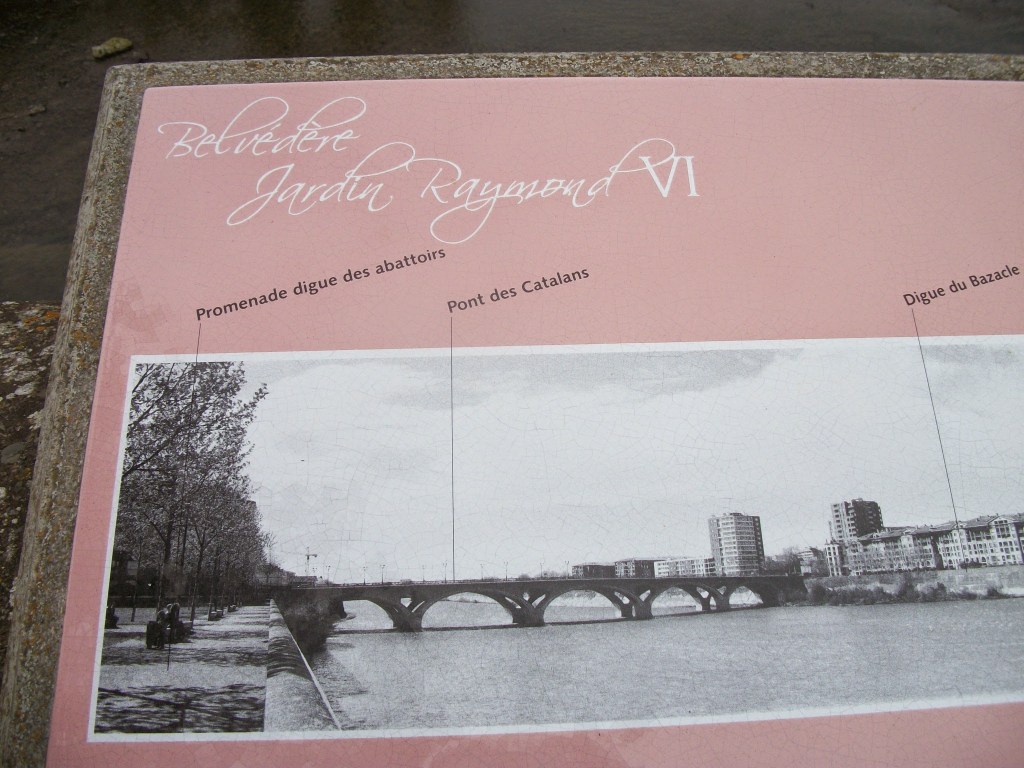 Belvédère
Jardin Raymond VI
Promenade digue des abattoirs
Pont des Catalans
Digue du Bazacle